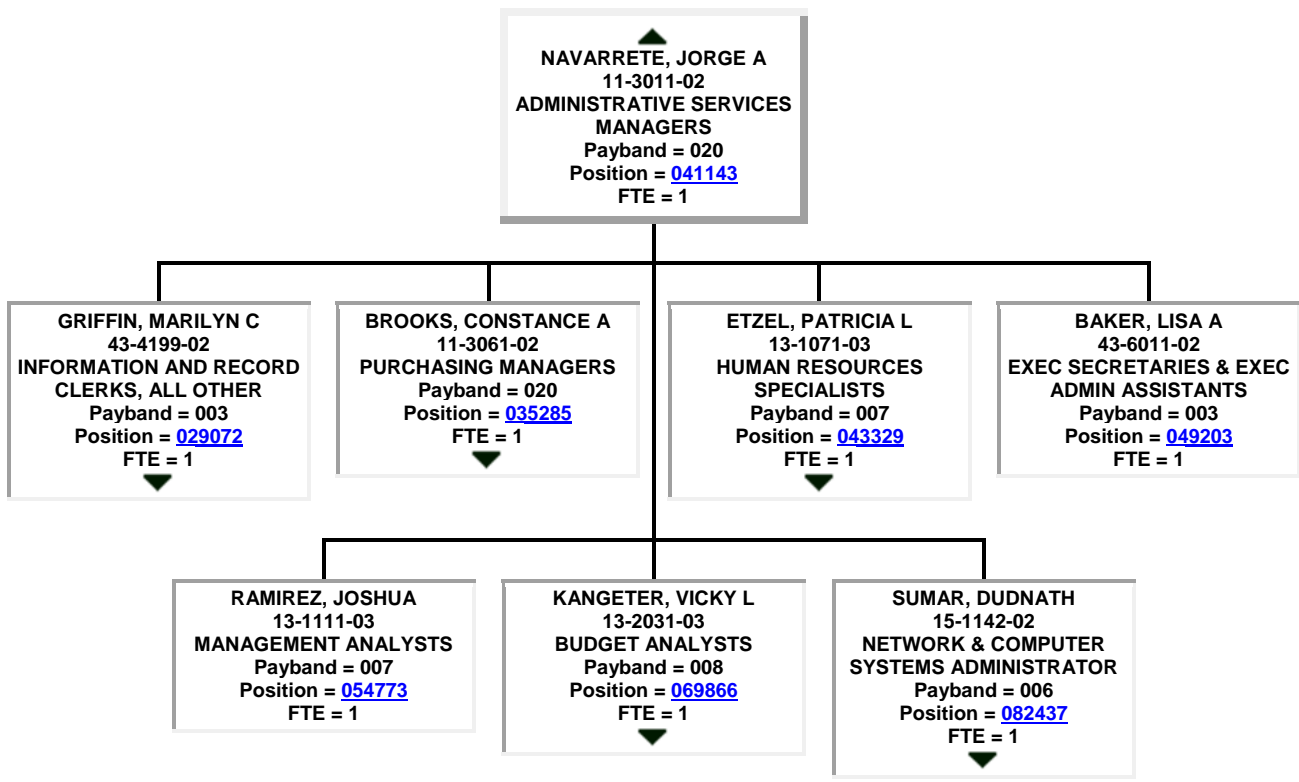 NAVARRETE, JORGE A
11-3011-02
ADMINISTRATIVE SERVICES
MANAGERS
Payband = 020
Position = 041143
FTE = 1
GRIFFIN, MARILYN C
43-4199-02
INFORMATION AND RECORD
CLERKS, ALL OTHER
Payband = 003
Position = 029072
FTE = 1
BROOKS, CONSTANCE A
11-3061-02
PURCHASING MANAGERS
Payband = 020
Position = 035285
FTE = 1
ETZEL, PATRICIA L
13-1071-03
HUMAN RESOURCES
SPECIALISTS
Payband = 007
Position = 043329
FTE = 1
BAKER, LISA A
43-6011-02
EXEC SECRETARIES & EXEC
ADMIN ASSISTANTS
Payband = 003
Position = 049203
FTE = 1
RAMIREZ, JOSHUA
13-1111-03
MANAGEMENT ANALYSTS
Payband = 007
Position = 054773
FTE = 1
KANGETER, VICKY L
13-2031-03
BUDGET ANALYSTS
Payband = 008
Position = 069866
FTE = 1
SUMAR, DUDNATH
15-1142-02
NETWORK & COMPUTER
SYSTEMS ADMINISTRATOR
Payband = 006
Position = 082437
FTE = 1